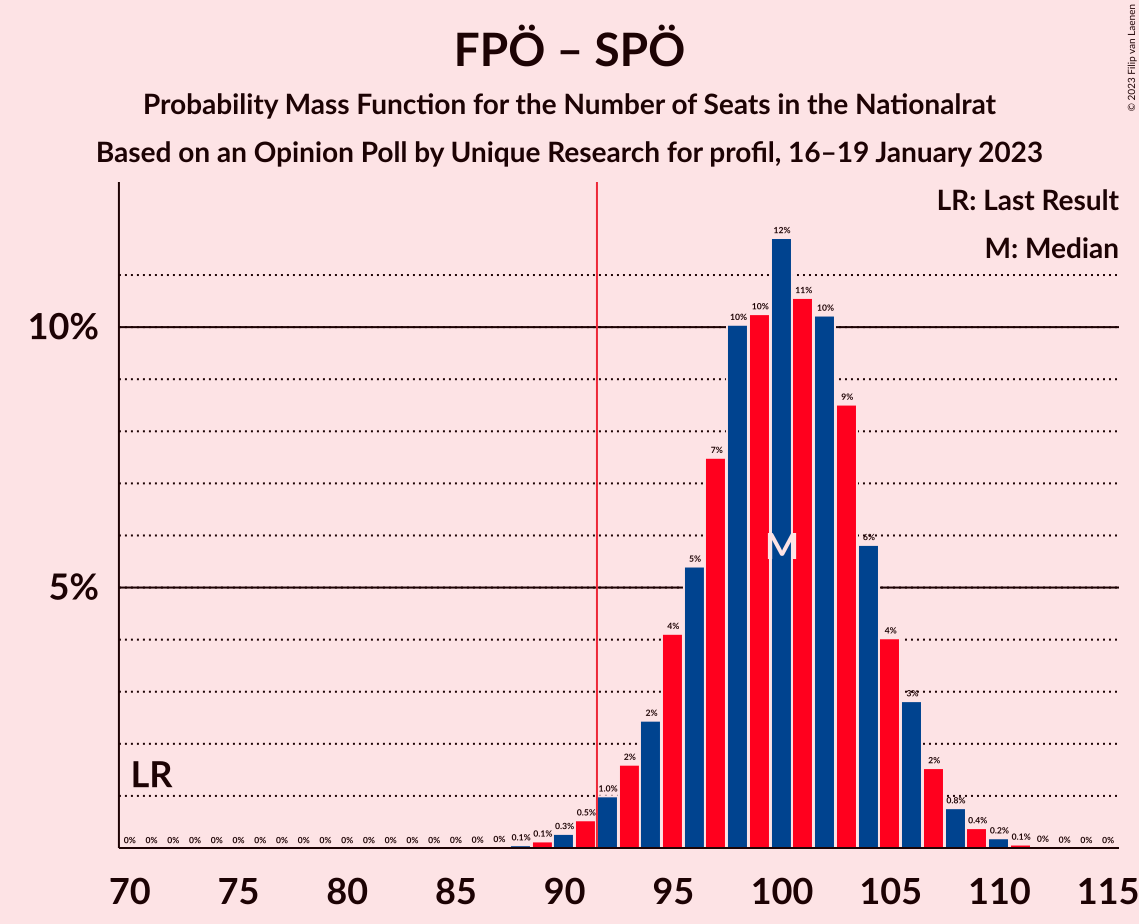 FPÖ – SPÖ
Probability Mass Function for the Number of Seats in the Nationalrat
Based on an Opinion Poll by Unique Research for profil, 16–19 January 2023
© 2023 Filip van Laenen
LR: Last Result
M: Median
10%
5%
LR
M
0% 0% 0% 0% 0% 0% 0% 0% 0% 0% 0% 0% 0% 0% 0% 0% 0% 0% 0.1% 0.1% 0.3% 0.5% 1.0% 2% 2% 4% 5% 7% 10% 10% 12% 11% 10% 9% 6% 4% 3% 2% 0.8% 0.4% 0.2% 0.1% 0% 0% 0% 0%
70 75 80 85 90 95 100 105 110 115